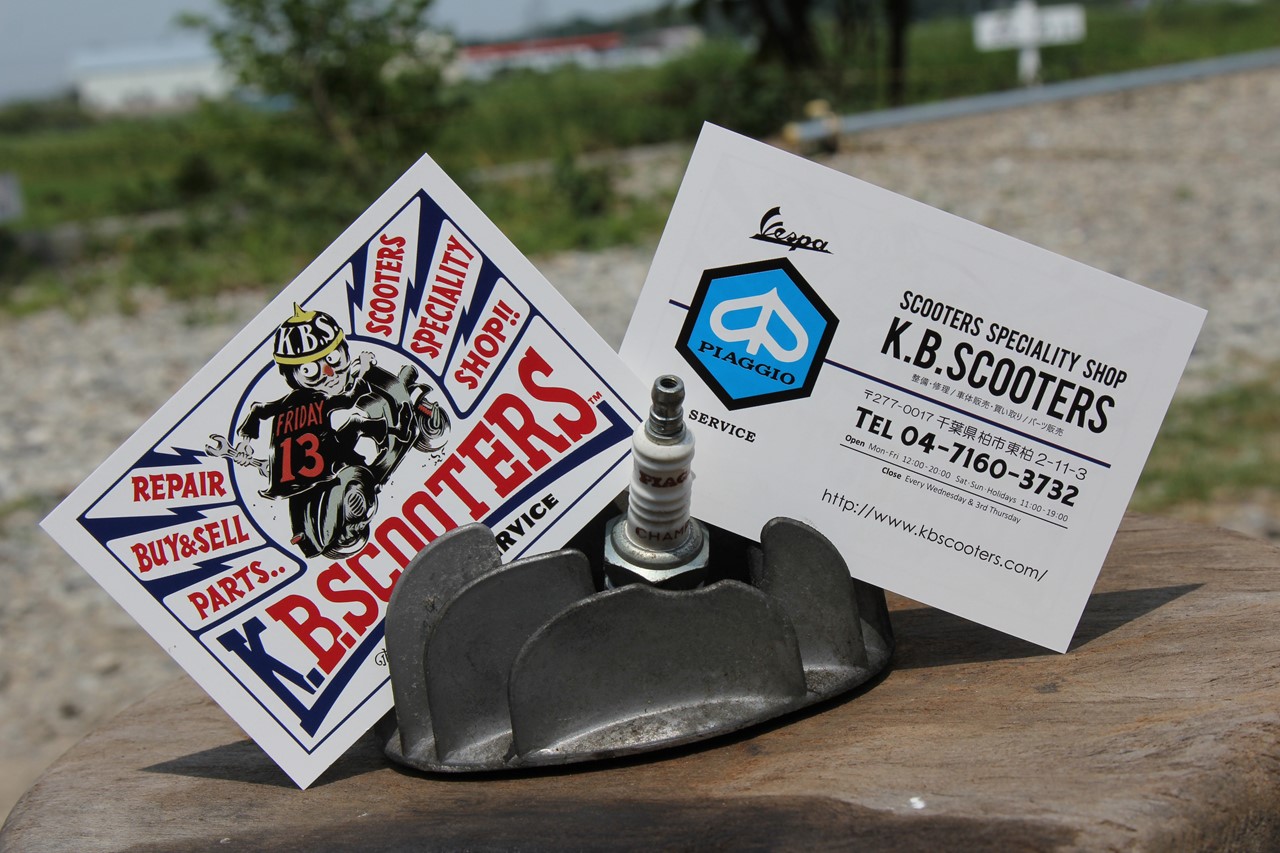 SCOOTERS
SPECIALITY
SHOP!!
K.B.S.
FRIDAY
13
REPAIR
BUY&SELL
PARTS..
K.B.SCOOTERS™
Vespa
PIAGGIO
SERVICE
SCOOTERS SPECIALITY SHOP
K.B.SCOOTERS
整備・修理 / 車体販売・買い取り / パーツ販売
〒277-0017 千葉県柏市東柏 2-11-3
TEL 04-7160-3732
Open Mon-Fri 12:00-20:00 Sat・Sun・Holidays 11:00-19:00
Close Every Wednesday & 3rd Thursday
http://www.kbscooters.com/
PIAG
CHAM